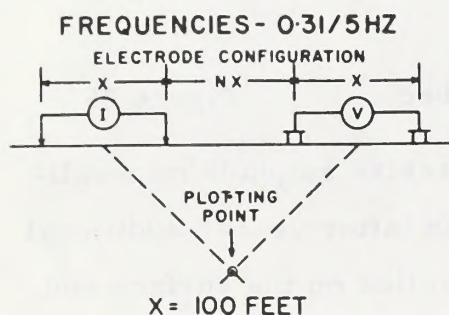 FREQUENCIES - 0·31/5 HZ
ELECTRODE CONFIGURATION
X NX X
I V
PLOTTING
POINT
X = 100 FEET